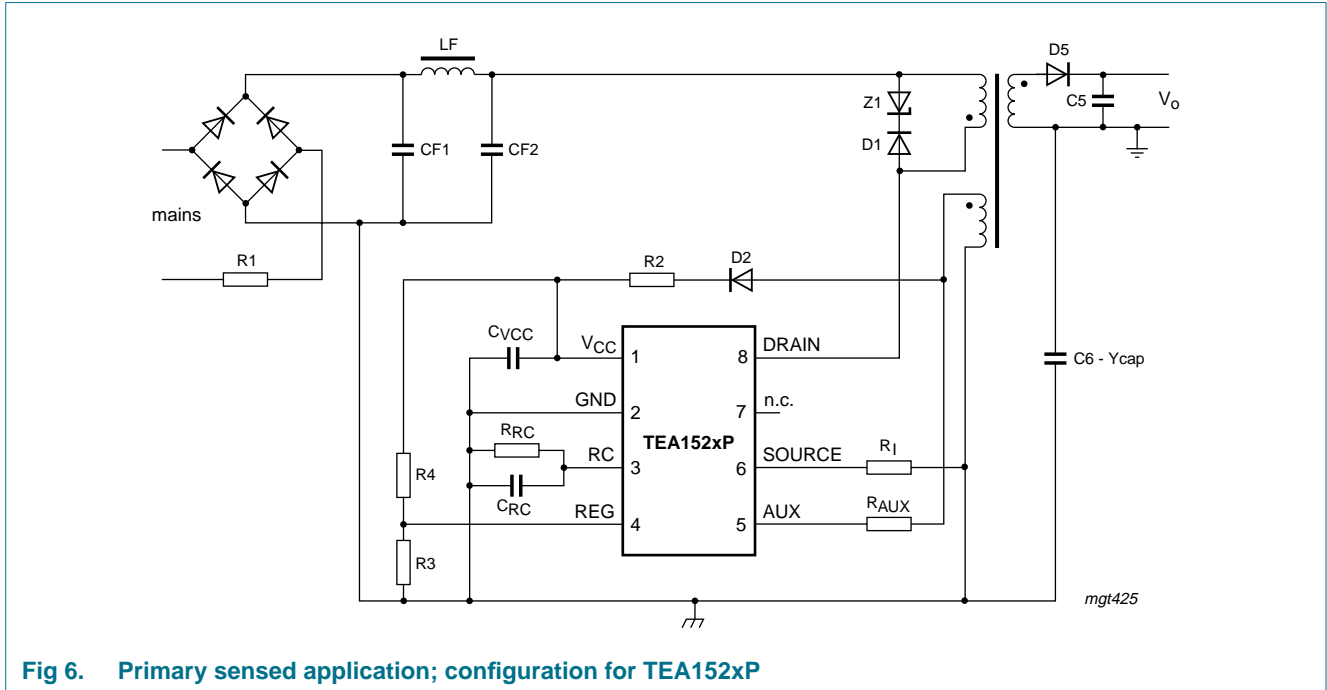 LF
D5
Z1
C5
Vo
D1
CF1
CF2
mains
R1
R2
D2
CVCC
VCC
1
8
DRAIN
C6 - Ycap
GND
2
7
n.c.
TEA152xP
RRC
RC
3
6
SOURCE
RI
R4
CRC
RAUX
REG
4
5
AUX
R3
mgt425
Fig 6. Primary sensed application; configuration for TEA152xP